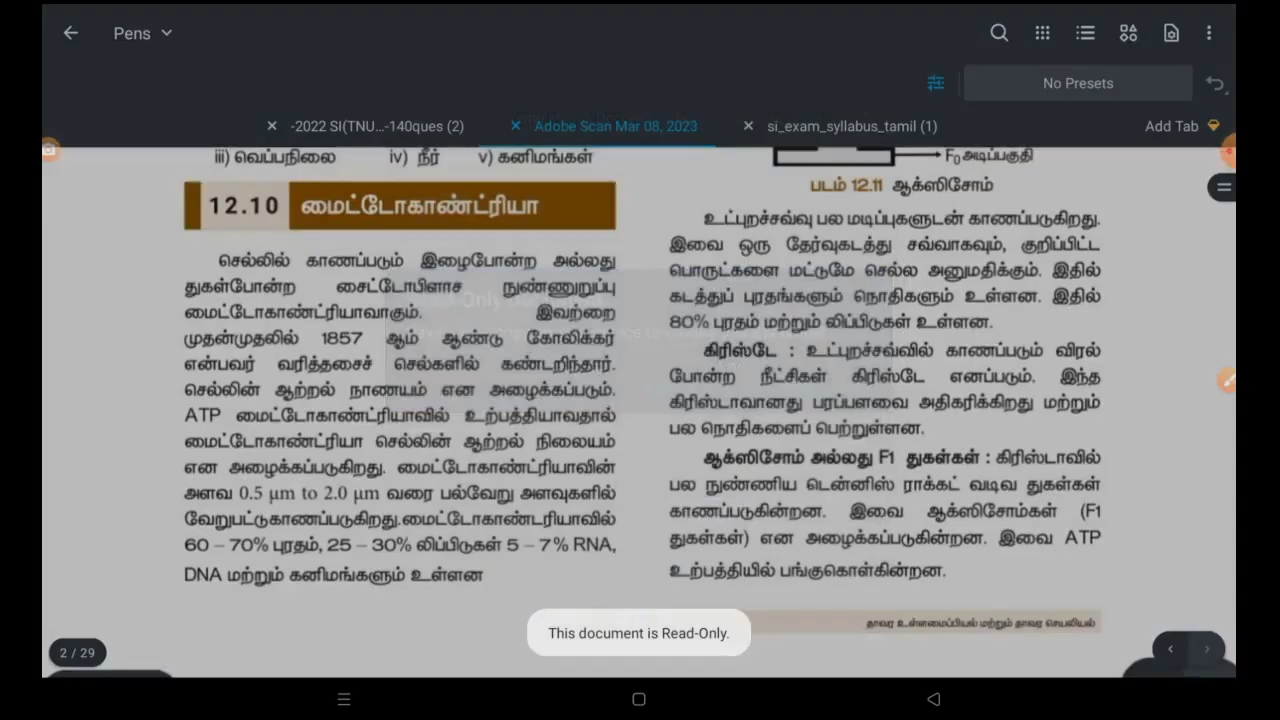 Pens
No Presets
-2022 SI(TNU...-140ques (2)
Adobe Scan Mar 08, 2023
si_exam_syllabus_tamil (1)
Add Tab
iii) வெப்பநிலை iv) நீர் v) கனிமங்கள்
12.10 மைட்டோகாண்ட்ரியா
செல்லில் காணப்படும் இழைபோன்ற அல்லது
துகள்போன்ற சைட்டோபிளாச நுண்ணுறுப்பு
மைட்டோகாண்ட்ரியாவாகும். இவற்றை
முதன்முதலில் 1857 ஆம் ஆண்டு கோலிக்கர்
என்பவர் வரித்தசைச் செல்களில் கண்டறிந்தார்.
செல்லின் ஆற்றல் நாணயம் என அழைக்கப்படும்.
ATP மைட்டோகாண்ட்ரியாவில் உற்பத்தியாவதால்
மைட்டோகாண்ட்ரியா செல்லின் ஆற்றல் நிலையம்
என அழைக்கப்படுகிறது. மைட்டோகாண்ட்ரியாவின்
அளவ 0.5 μm to 2.0 μm வரை பல்வேறு அளவுகளில்
வேறுபட்டுகாணப்படுகிறது.மைட்டோகாண்டரியாவில்
60 – 70% புரதம், 25 – 30% லிப்பிடுகள் 5 – 7% RNA,
DNA மற்றும் கனிமங்களும் உள்ளன
F0 அடிப்பகுதி
படம் 12.11 ஆக்ஸிசோம்
உட்புறச்சவ்வு பல மடிப்புகளுடன் காணப்படுகிறது.
இவை ஒரு தேர்வுகடத்து சவ்வாகவும், குறிப்பிட்ட
பொருட்களை மட்டுமே செல்ல அனுமதிக்கும். இதில்
கடத்துப் புரதங்களும் நொதிகளும் உள்ளன. இதில்
80% புரதம் மற்றும் லிப்பிடுகள் உள்ளன.
கிரிஸ்டே : உட்புறச்சவ்வில் காணப்படும் விரல்
போன்ற நீட்சிகள் கிரிஸ்டே எனப்படும். இந்த
கிரிஸ்டாவானது பரப்பளவை அதிகரிக்கிறது மற்றும்
பல நொதிகளைப் பெற்றுள்ளன.
ஆக்ஸிசோம் அல்லது F1 துகள்கள் : கிரிஸ்டாவில்
பல நுண்ணிய டென்னிஸ் ராக்கட் வடிவ துகள்கள்
காணப்படுகின்றன. இவை ஆக்ஸிசோம்கள் (F1
துகள்கள்) என அழைக்கப்படுகின்றன. இவை ATP
உற்பத்தியில் பங்குகொள்கின்றன.
தாவர உள்ளமைப்பியல் மற்றும் தாவர செயலியல்
This document is Read-Only.
2 / 29